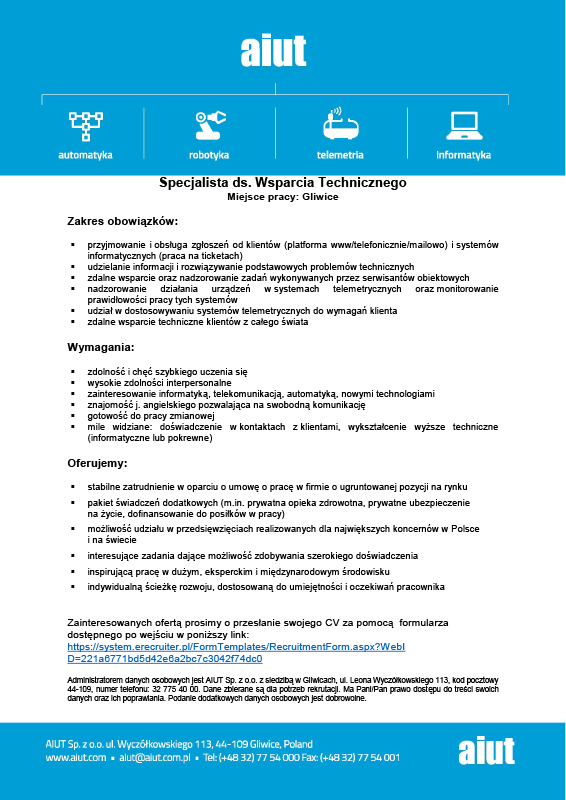 aiut
automatyka robotyka telemetria informatyka
Specjalista ds. Wsparcia Technicznego
Miejsce pracy: Gliwice
Zakres obowiązków:
▪ przyjmowanie i obsługa zgłoszeń od klientów (platforma www/telefonicznie/mailowo) i systemów
informatycznych (praca na ticketach)
▪ udzielanie informacji i rozwiązywanie podstawowych problemów technicznych
▪ zdalne wsparcie oraz nadzorowanie zadań wykonywanych przez serwisantów obiektowych
▪ nadzorowanie działania urządzeń w systemach telemetrycznych oraz monitorowanie
prawidłowości pracy tych systemów
▪ udział w dostosowywaniu systemów telemetrycznych do wymagań klienta
▪ zdalne wsparcie techniczne klientów z całego świata
Wymagania:
▪ zdolność i chęć szybkiego uczenia się
▪ wysokie zdolności interpersonalne
▪ zainteresowanie informatyką, telekomunikacją, automatyką, nowymi technologiami
▪ znajomość j. angielskiego pozwalająca na swobodną komunikację
▪ gotowość do pracy zmianowej
▪ mile widziane: doświadczenie w kontaktach z klientami, wykształcenie wyższe techniczne
(informatyczne lub pokrewne)
Oferujemy:
▪ stabilne zatrudnienie w oparciu o umowę o pracę w firmie o ugruntowanej pozycji na rynku
▪ pakiet świadczeń dodatkowych (m.in. prywatna opieka zdrowotna, prywatne ubezpieczenie
na życie, dofinansowanie do posiłków w pracy)
▪ możliwość udziału w przedsięwzięciach realizowanych dla największych koncernów w Polsce
i na świecie
▪ interesujące zadania dające możliwość zdobywania szerokiego doświadczenia
▪ inspirującą pracę w dużym, eksperckim i międzynarodowym środowisku
▪ indywidualną ścieżkę rozwoju, dostosowaną do umiejętności i oczekiwań pracownika
Zainteresowanych ofertą prosimy o przesłanie swojego CV za pomocą formularza
dostępnego po wejściu w poniższy link:
https://system.erecruiter.pl/FormTemplates/RecruitmentForm.aspx?WebI
D=221a6771bd5d42e6a2bc7c3042f74dc0
Administratorem danych osobowych jest AIUT Sp. z o.o. z siedzibą w Gliwicach, ul. Leona Wyczółkowskiego 113, kod pocztowy
44-109, numer telefonu: 32 775 40 00. Dane zbierane są dla potrzeb rekrutacji. Ma Pani/Pan prawo dostępu do treści swoich
danych oraz ich poprawiania. Podanie dodatkowych danych osobowych jest dobrowolne.
AIUT Sp. z o.o. ul. Wyczółkowskiego 113, 44-109 Gliwice, Poland
www.aiut.com ▪ aiut@aiut.com.pl ▪ Tel: (+48 32) 77 54 000 Fax: (+48 32) 77 54 001
aiut